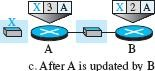 X 3 A X 2 A
X
A B
c. After A is updated by B